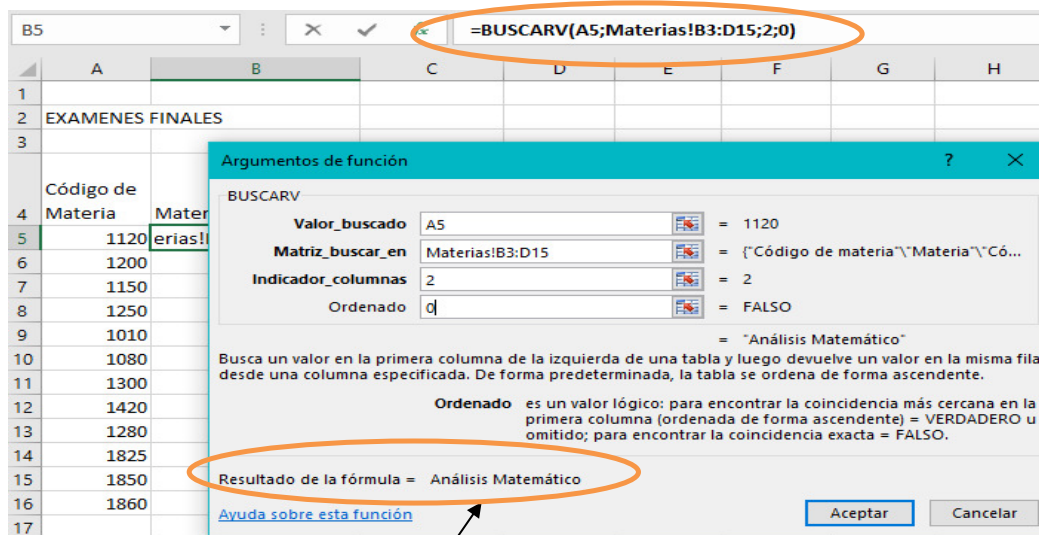 B5 =BUSCARV(A5;Materias!B3:D15;2;0)
A B C D E F G H
1
2 EXAMENES FINALES
3
Argumentos de función ? ×
BUSCARV
Código de
4 Materia Mater
Valor_buscado A5 = 1120
5 1120 erias!
Matriz_buscar_en Materias!B3:D15 = {"Código de materia"\"Materia"\"Có...
6 1200
Indicador_columnas 2 = 2
7 1150
8 1250
Ordenado 0 = FALSO
9 1010
= "Análisis Matemático"
10 1080
Busca un valor en la primera columna de la izquierda de una tabla y luego devuelve un valor en la misma fila
11 1300
desde una columna especificada. De forma predeterminada, la tabla se ordena de forma ascendente.
12 1420
Ordenado es un valor lógico: para encontrar la coincidencia más cercana en la
13 1280
primera columna (ordenada de forma ascendente) = VERDADERO u
omitido; para encontrar la coincidencia exacta = FALSO.
14 1825
15 1850
Resultado de la fórmula = Análisis Matemático
16 1860
Ayuda sobre esta función Aceptar Cancelar
17